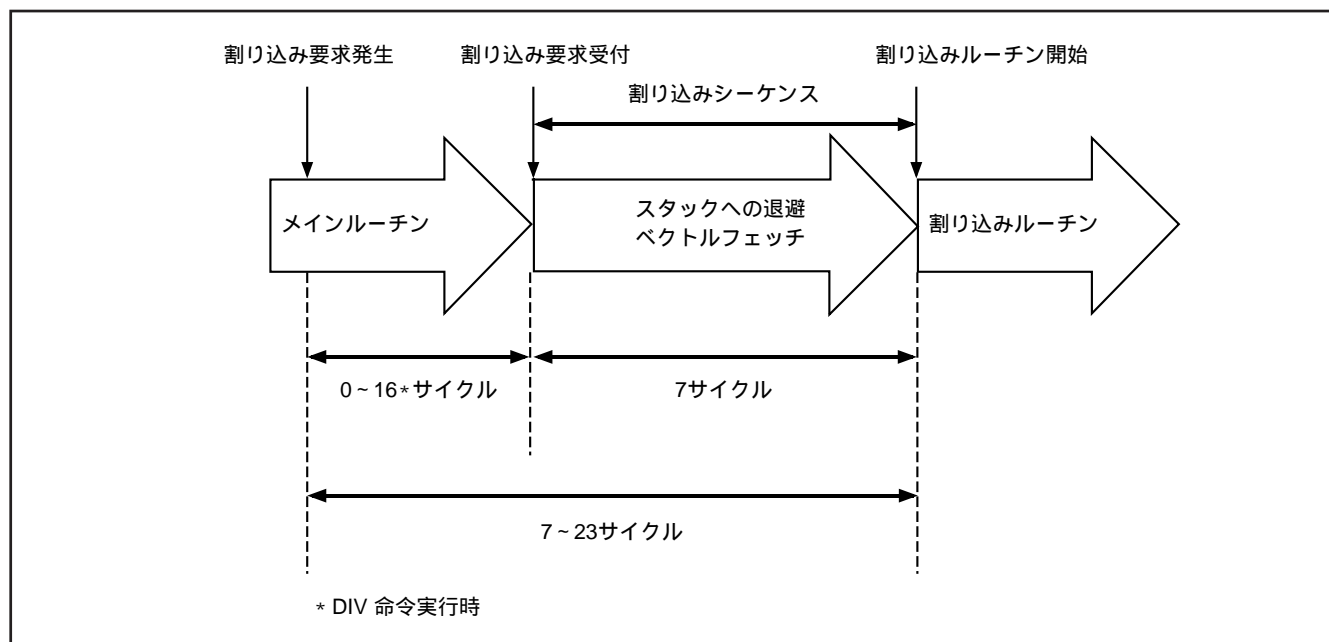 割り込み要求発生
割り込み要求受付
割り込みルーチン開始
割り込みシーケンス
メインルーチン
スタックへの退避
ベクトルフェッチ
割り込みルーチン
0~16*サイクル
7サイクル
7~23サイクル
* DIV 命令実行時